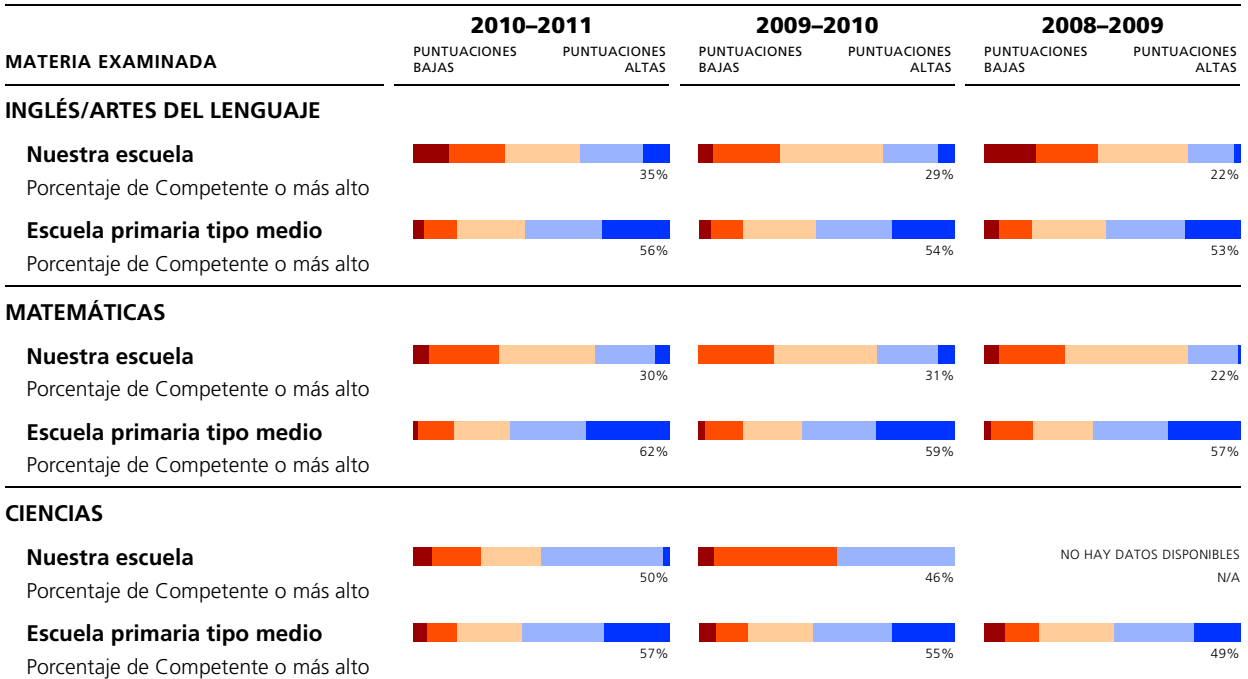 2010–2011 2009–2010 2008–2009
MATERIA EXAMINADA PUNTUACIONES BAJAS PUNTUACIONES ALTAS PUNTUACIONES BAJAS PUNTUACIONES ALTAS PUNTUACIONES BAJAS PUNTUACIONES ALTAS
INGLÉS/ARTES DEL LENGUAJE
Nuestra escuela
Porcentaje de Competente o más alto 35% 29% 22%
Escuela primaria tipo medio
Porcentaje de Competente o más alto 56% 54% 53%
MATEMÁTICAS
Nuestra escuela
Porcentaje de Competente o más alto 30% 31% 22%
Escuela primaria tipo medio
Porcentaje de Competente o más alto 62% 59% 57%
CIENCIAS
Nuestra escuela NO HAY DATOS DISPONIBLES
Porcentaje de Competente o más alto 50% 46% N/A
Escuela primaria tipo medio
Porcentaje de Competente o más alto 57% 55% 49%